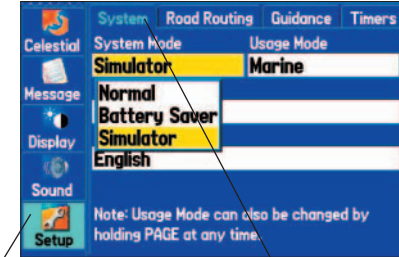 System Road Routing Guidance Timers
Celestial
System Mode Usage Mode
Simulator Marine
Message
Normal
Battery Saver
Simulator
Display
English
Sound
Note: Usage Mode can also be changed by
holding PAGE at any time.
Setup